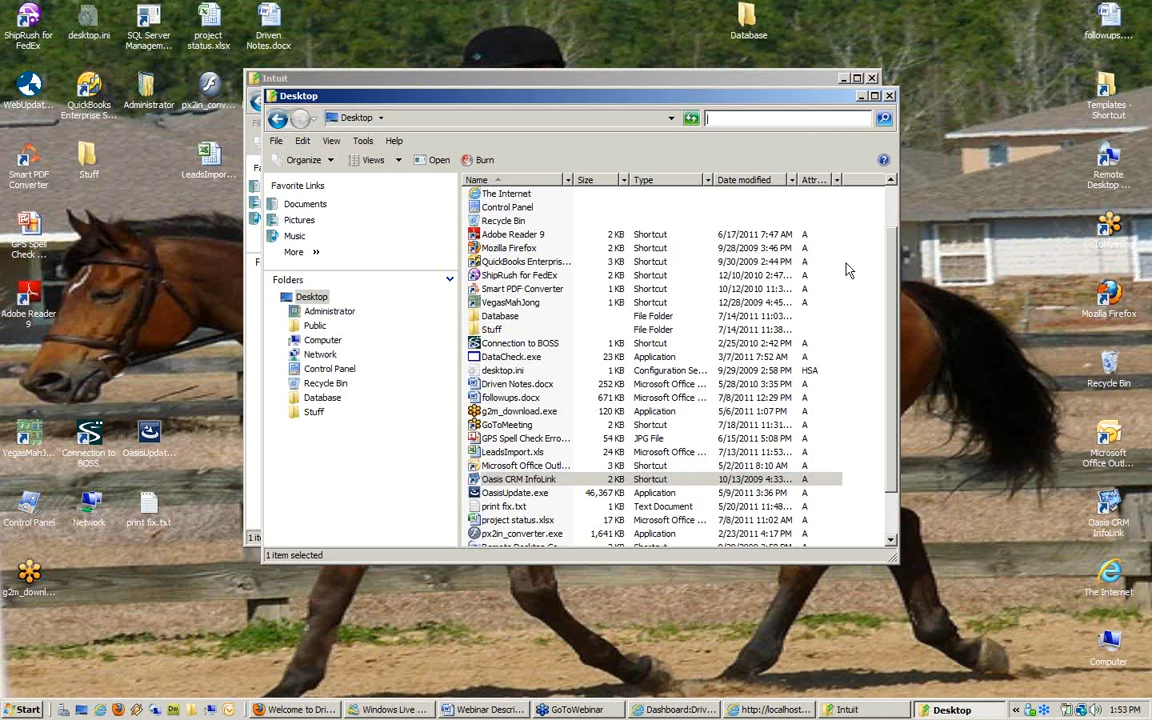 ShipRush for FedEx
desktop.ini
SQL Server Managem...
project status.xlsx
Driven Notes.docx
Database
followups....
WebUpdat...
QuickBooks Enterprise S...
Administrator
px2in_conv...
Templates - Shortcut
Smart PDF Converter
Stuff
LeadsImpor...
Remote Desktop ...
GPS Spell Check ...
GoToMeeting
Adobe Reader 9
Mozilla Firefox
Recycle Bin
VegasMahJ...
Connection to BOSS
OasisUpdat...
Microsoft Office Outl...
Control Panel
Network
print fix.txt
Oasis CRM InfoLink
g2m_downl...
The Internet
Computer
Intuit
Desktop
Desktop
File Edit View Tools Help
Organize Views Open Burn
Favorite Links
Documents
Pictures
Music
More »
Folders
Desktop
Administrator
Public
Computer
Network
Control Panel
Recycle Bin
Database
Stuff
Name Size Type Date modified Attr...
The Internet
Control Panel
Recycle Bin
Adobe Reader 9 2 KB Shortcut 6/17/2011 7:47 AM A
Mozilla Firefox 2 KB Shortcut 9/28/2009 3:46 PM A
QuickBooks Enterpris... 3 KB Shortcut 9/30/2009 2:44 PM A
ShipRush for FedEx 2 KB Shortcut 12/10/2010 2:47... A
Smart PDF Converter 1 KB Shortcut 10/12/2010 11:3... A
VegasMahJong 1 KB Shortcut 12/28/2009 4:45... A
Database File Folder 7/14/2011 11:03...
Stuff File Folder 7/14/2011 11:38...
Connection to BOSS 1 KB Shortcut 2/25/2010 2:42 PM A
DataCheck.exe 23 KB Application 3/7/2011 7:52 AM A
desktop.ini 1 KB Configuration Se... 9/29/2009 2:58 PM HSA
Driven Notes.docx 252 KB Microsoft Office ... 5/28/2010 3:35 PM A
followups.docx 671 KB Microsoft Office ... 7/8/2011 12:29 PM A
g2m_download.exe 120 KB Application 5/6/2011 1:07 PM A
GoToMeeting 2 KB Shortcut 7/18/2011 11:31... A
GPS Spell Check Erro... 54 KB JPG File 6/15/2011 5:08 PM A
LeadsImport.xls 24 KB Microsoft Office ... 7/13/2011 11:53... A
Microsoft Office Outl... 3 KB Shortcut 5/2/2011 8:10 AM A
Oasis CRM InfoLink 2 KB Shortcut 10/13/2009 4:33... A
OasisUpdate.exe 46,367 KB Application 5/9/2011 3:36 PM A
print fix.txt 1 KB Text Document 5/20/2011 11:48... A
project status.xlsx 17 KB Microsoft Office ... 7/8/2011 11:02 AM A
px2in_converter.exe 1,641 KB Application 2/23/2011 4:17 PM A
1 item selected
Start
Welcome to Dri...
Windows Live ...
Webinar Descri...
GoToWebinar
Dashboard:Driv...
http://localhost...
Intuit
Desktop
«
1:53 PM